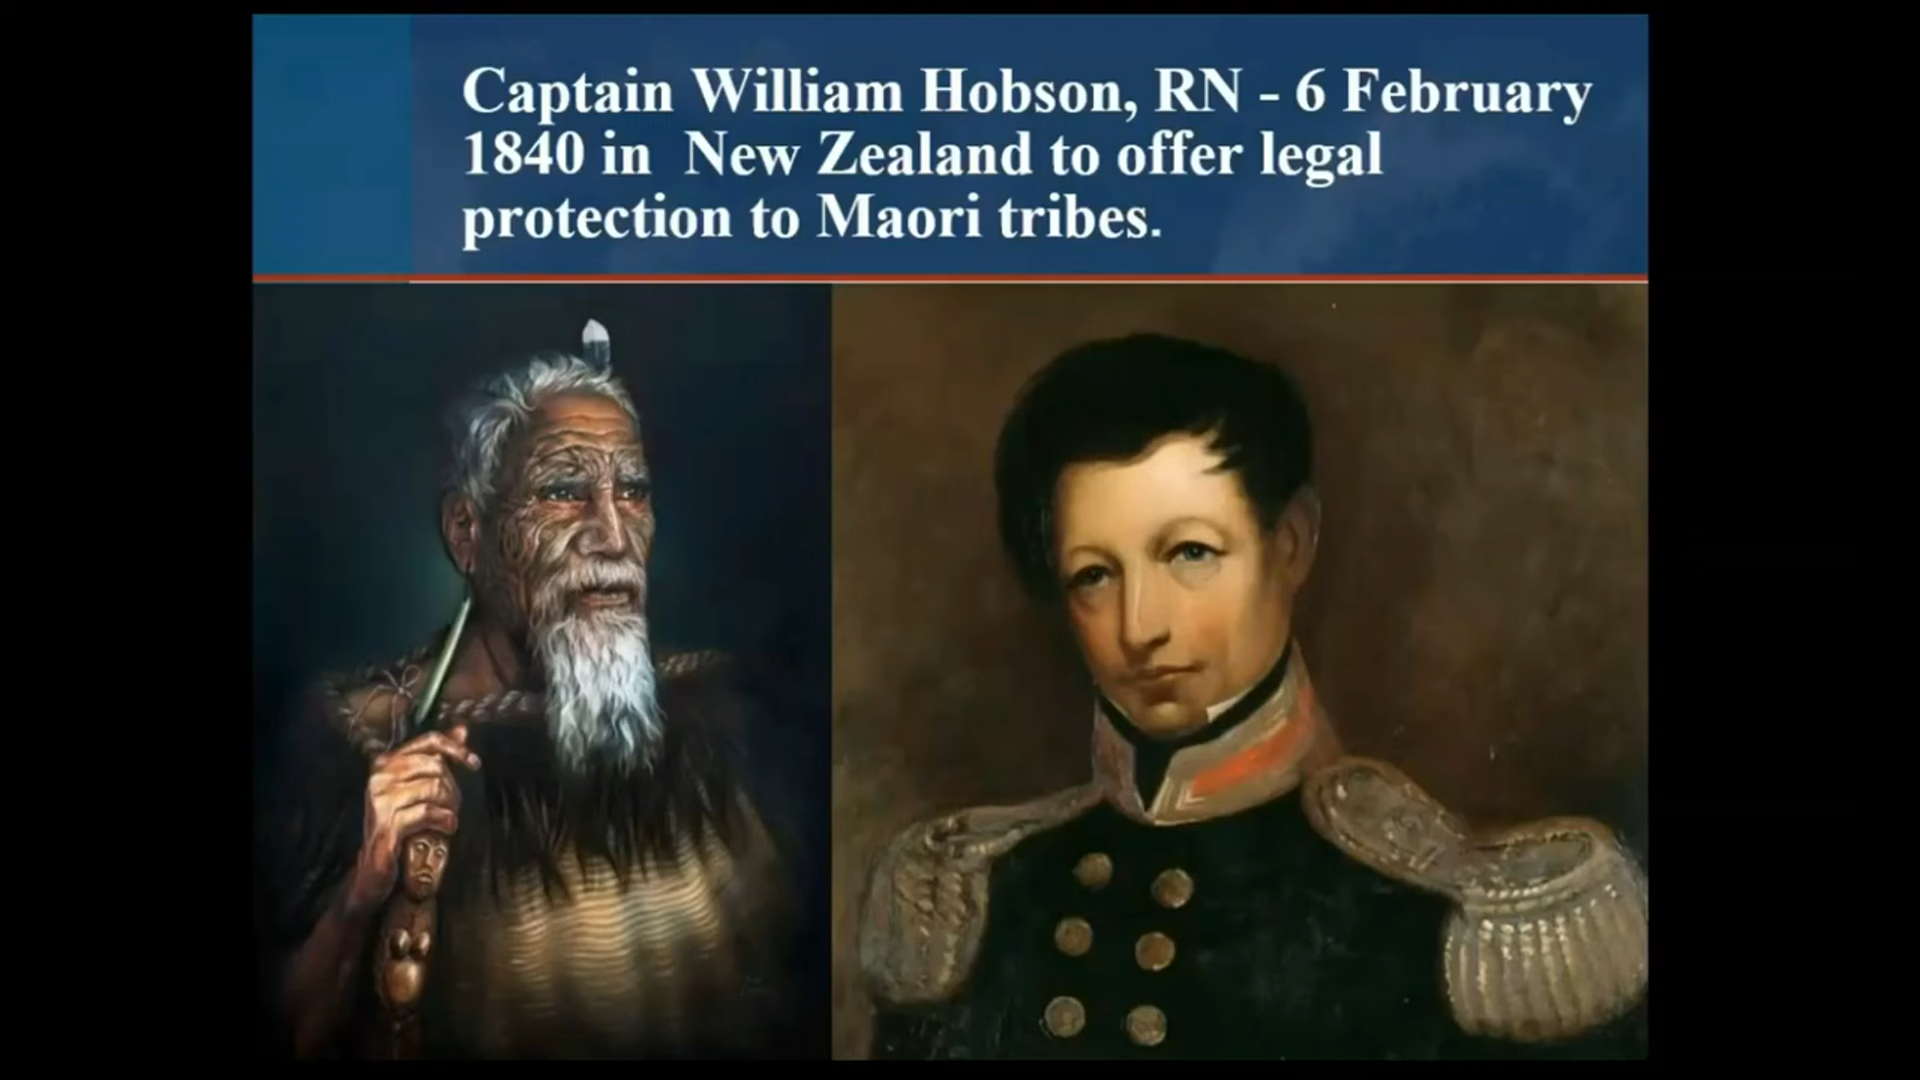 Captain William Hobson, RN - 6 February
1840 in  New Zealand to offer legal
protection to Maori tribes.